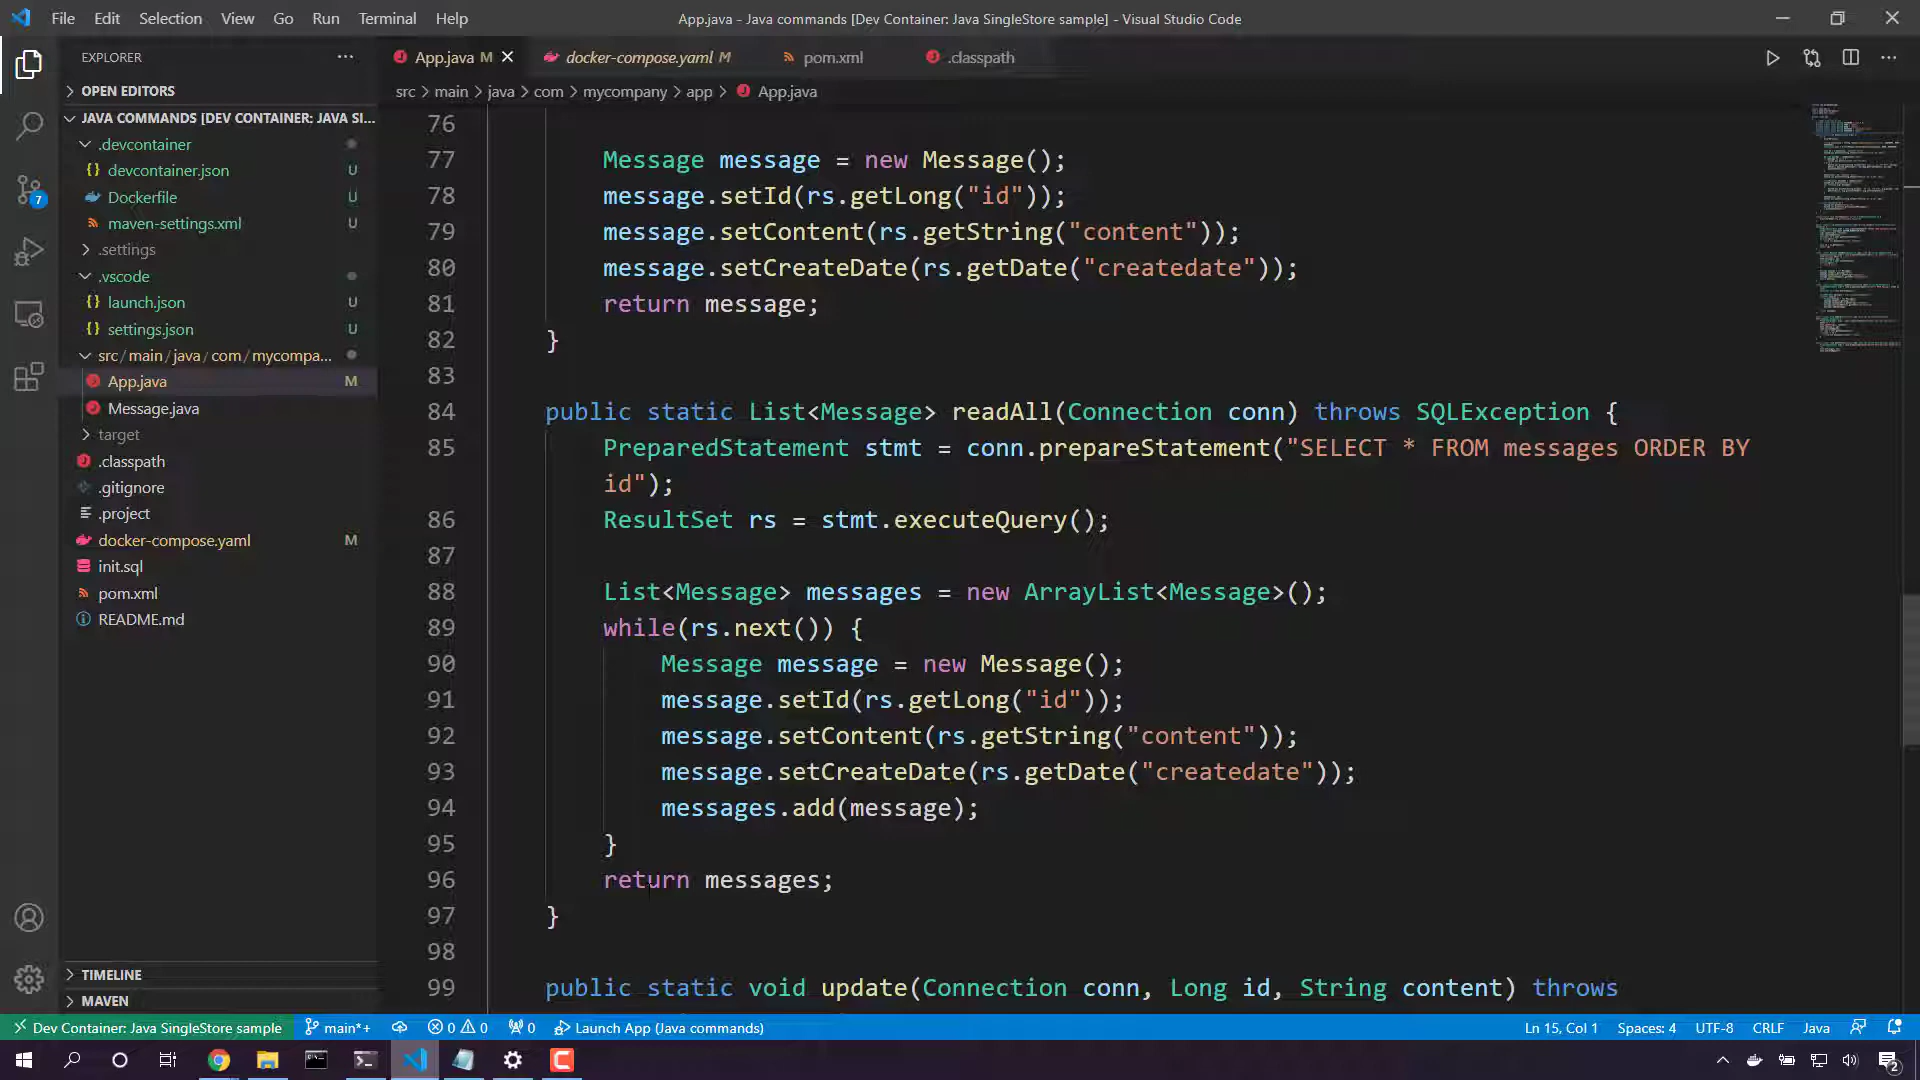 File Edit Selection View Go Run Terminal Help
App.java - Java commands [Dev Container: Java SingleStore sample] - Visual Studio Code
EXPLORER
OPEN EDITORS
JAVA COMMANDS [DEV CONTAINER: JAVA SI...
.devcontainer
devcontainer.json U
Dockerfile U
maven-settings.xml U
.settings
.vscode
launch.json U
settings.json U
src/main/java/com/mycompa...
App.java M
Message.java
target
.classpath
.gitignore
.project
docker-compose.yaml M
init.sql
pom.xml
README.md
TIMELINE
MAVEN
7
App.java M docker-compose.yaml M pom.xml .classpath
src > main > java > com > mycompany > app > App.java
76
77 Message message = new Message();
78 message.setId(rs.getLong("id"));
79 message.setContent(rs.getString("content"));
80 message.setCreateDate(rs.getDate("createdate"));
81 return message;
82 }
83
84 public static List<Message> readAll(Connection conn) throws SQLException {
85 PreparedStatement stmt = conn.prepareStatement("SELECT * FROM messages ORDER BY
id");
86 ResultSet rs = stmt.executeQuery();
87
88 List<Message> messages = new ArrayList<Message>();
89 while(rs.next()) {
90 Message message = new Message();
91 message.setId(rs.getLong("id"));
92 message.setContent(rs.getString("content"));
93 message.setCreateDate(rs.getDate("createdate"));
94 messages.add(message);
95 }
96 return messages;
97 }
98
99 public static void update(Connection conn, Long id, String content) throws
Dev Container: Java SingleStore sample main*+ 0 0 0 Launch App (Java commands) Ln 15, Col 1 Spaces: 4 UTF-8 CRLF Java
2